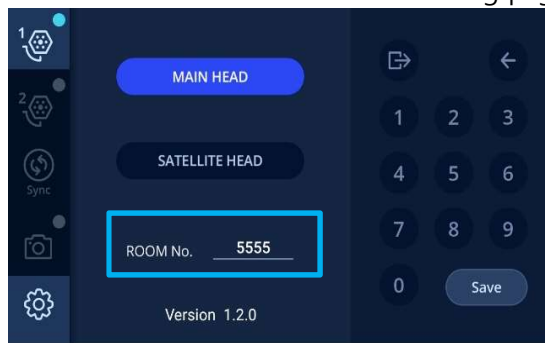 1
MAIN HEAD
2
1 2 3
SATELLITE HEAD
Sync
4 5 6
7 8 9
ROOM No. 5555
0 Save
Version 1.2.0